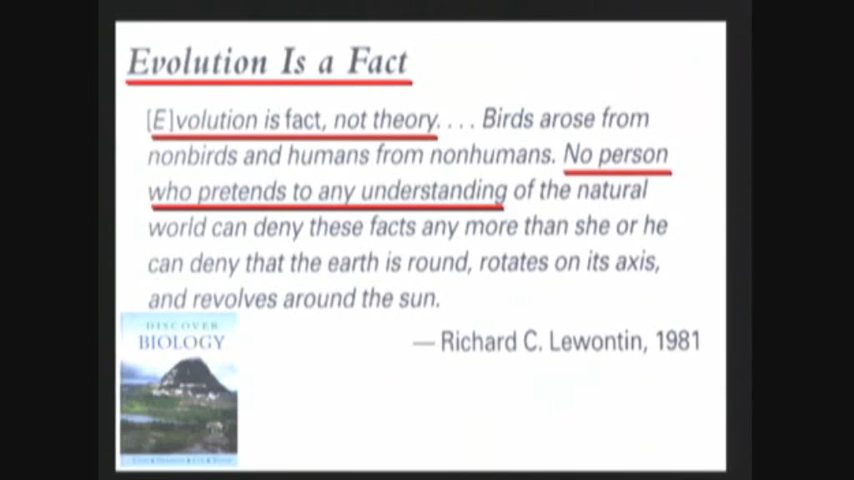 Evolution Is a Fact
[E]volution is fact, not theory. . . . Birds arose from
nonbirds and humans from nonhumans. No person
who pretends to any understanding of the natural
world can deny these facts any more than she or he
can deny that the earth is round, rotates on its axis,
and revolves around the sun.
— Richard C. Lewontin, 1981
DISCOVER
BIOLOGY